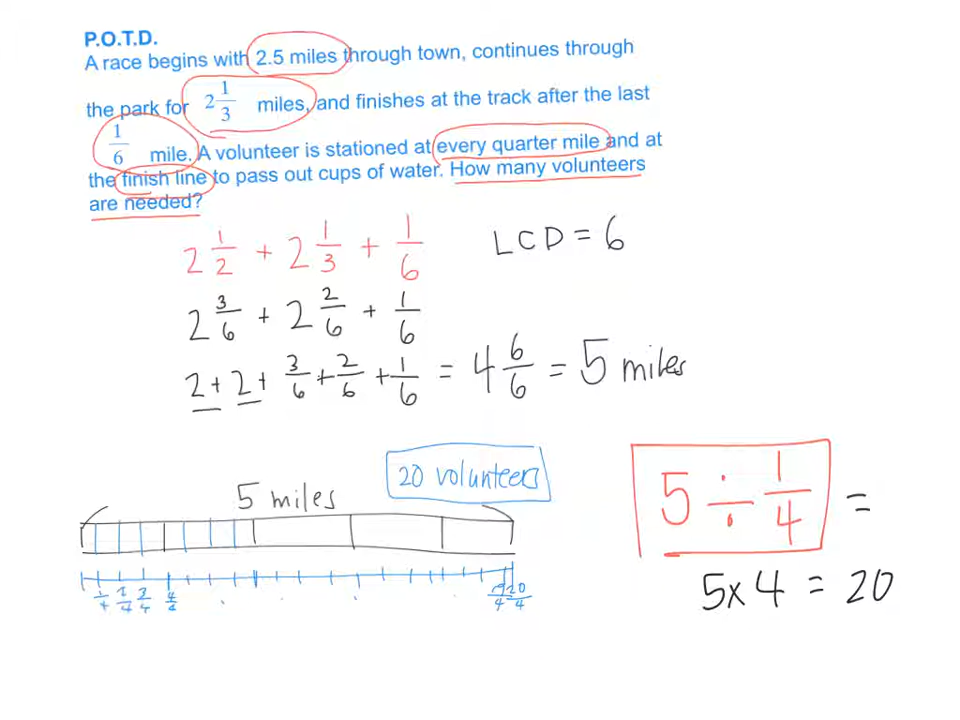 P.O.T.D.
A race begins with 2.5 miles through town, continues through
the park for 2 1/3 miles, and finishes at the track after the last
1/6 mile. A volunteer is stationed at every quarter mile and at
the finish line to pass out cups of water. How many volunteers
are needed?
2 1/2 + 2 1/3 + 1/6 LCD = 6
2 3/6 + 2 2/6 + 1/6
2 + 2 + 3/6 + 2/6 + 1/6 = 4 6/6 = 5 miles
20 volunteers
5 miles
5 ÷ 1/4 =
5x4 = 20
1/4 2/4 3/4 4/4 20/4